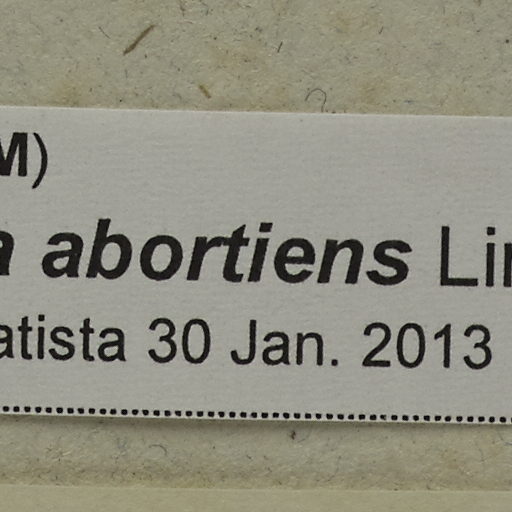 M)
a abortiens Lin
atista 30 Jan. 2013